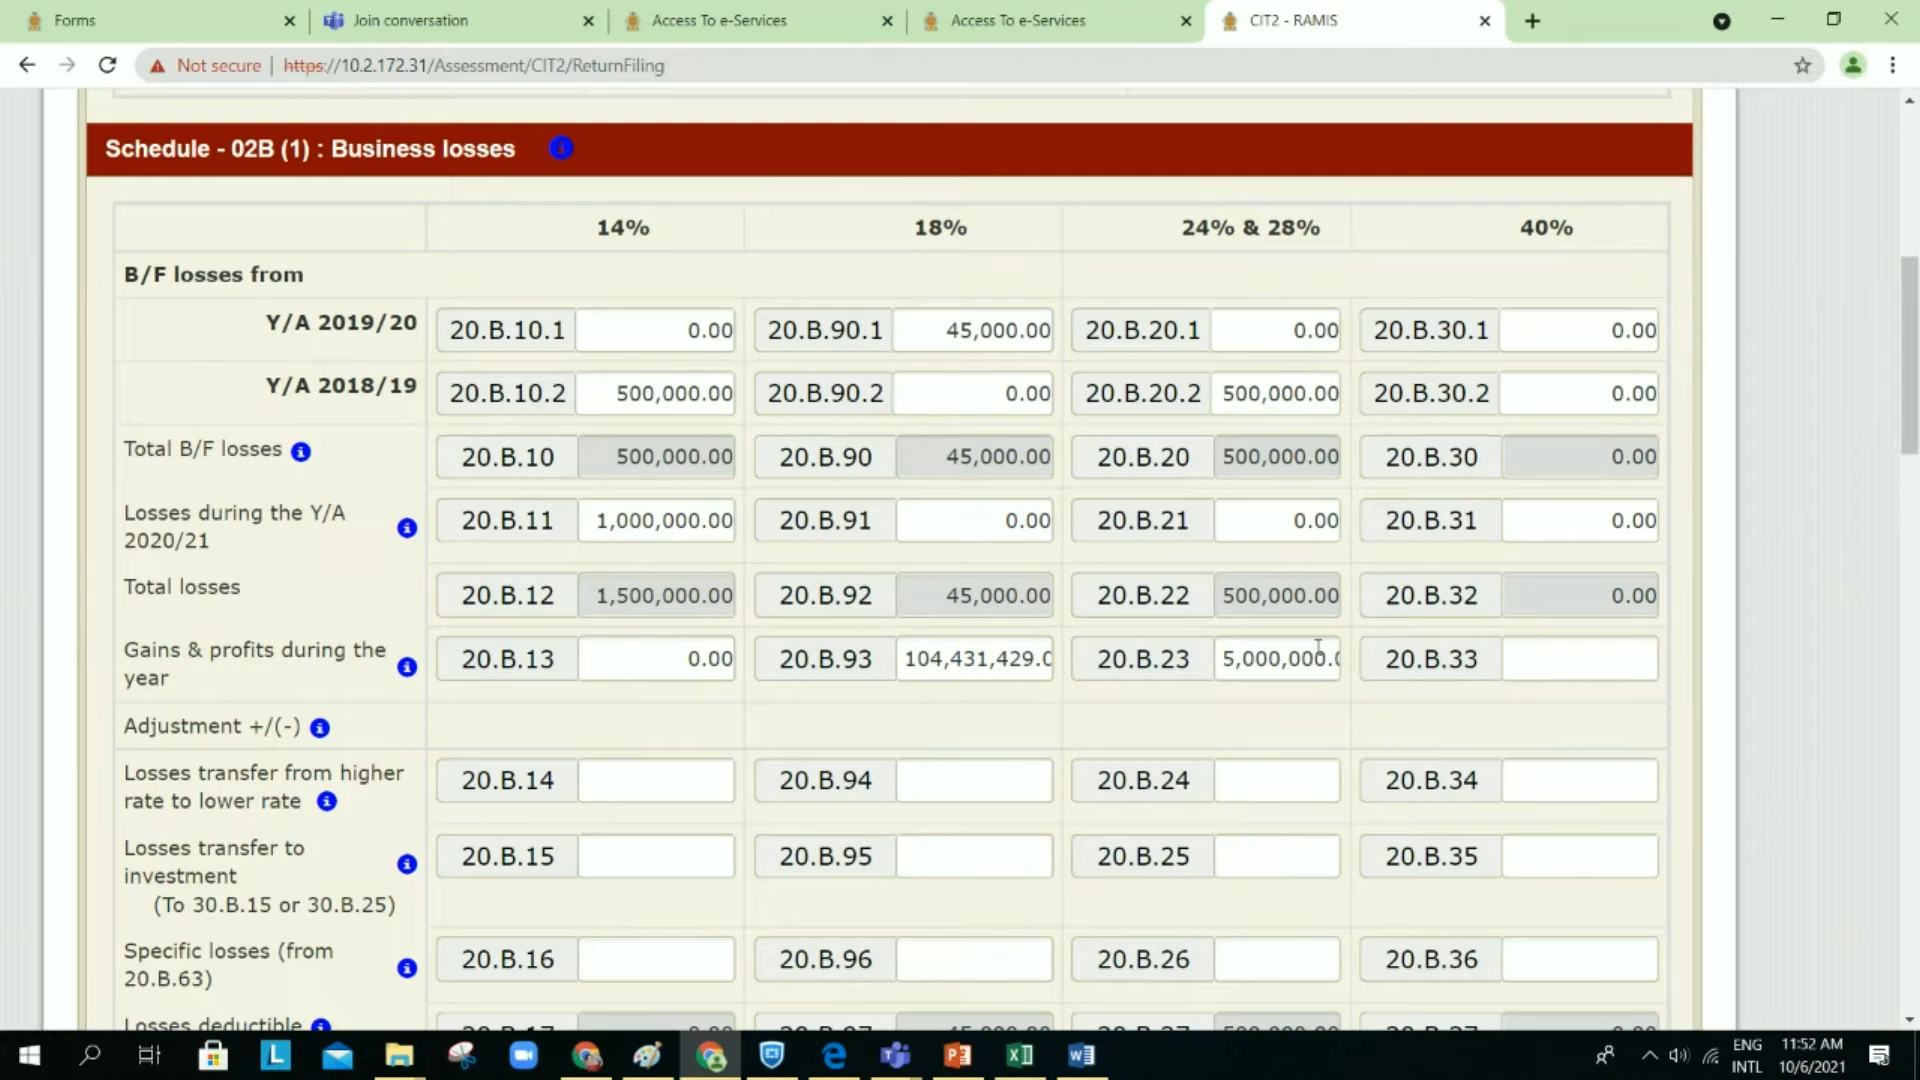 Forms
Join conversation
Access To e-Services
Access To e-Services
CIT2 - RAMIS
Not secure | https://10.2.172.31/Assessment/CIT2/ReturnFiling
Schedule - 02B (1) : Business losses
14% 18% 24% & 28% 40%
B/F losses from
Y/A 2019/20 20.B.10.1 0.00 20.B.90.1 45,000.00 20.B.20.1 0.00 20.B.30.1 0.00
Y/A 2018/19 20.B.10.2 500,000.00 20.B.90.2 0.00 20.B.20.2 500,000.00 20.B.30.2 0.00
Total B/F losses 20.B.10 500,000.00 20.B.90 45,000.00 20.B.20 500,000.00 20.B.30 0.00
Losses during the Y/A
2020/21
20.B.11 1,000,000.00 20.B.91 0.00 20.B.21 0.00 20.B.31 0.00
Total losses 20.B.12 1,500,000.00 20.B.92 45,000.00 20.B.22 500,000.00 20.B.32 0.00
Gains & profits during the
year
20.B.13 0.00 20.B.93 104,431,429.0 20.B.23 5,000,000. 20.B.33
Adjustment +/(-)
Losses transfer from higher
rate to lower rate
20.B.14 20.B.94 20.B.24 20.B.34
Losses transfer to
investment
(To 30.B.15 or 30.B.25)
20.B.15 20.B.95 20.B.25 20.B.35
Specific losses (from
20.B.63)
20.B.16 20.B.96 20.B.26 20.B.36
Losses deductible
ENG
INTL
11:52 AM
10/6/2021